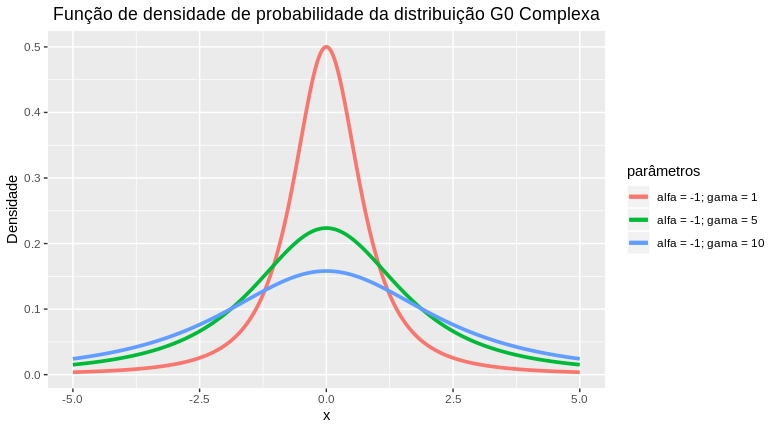 Função de densidade de probabilidade da distribuição G0 Complexa
0.5
0.4
0.3
0.2
0.1
0.0
Densidade
-5.0 -2.5 0.0 2.5 5.0
x
parâmetros
alfa = -1; gama = 1
alfa = -1; gama = 5
alfa = -1; gama = 10